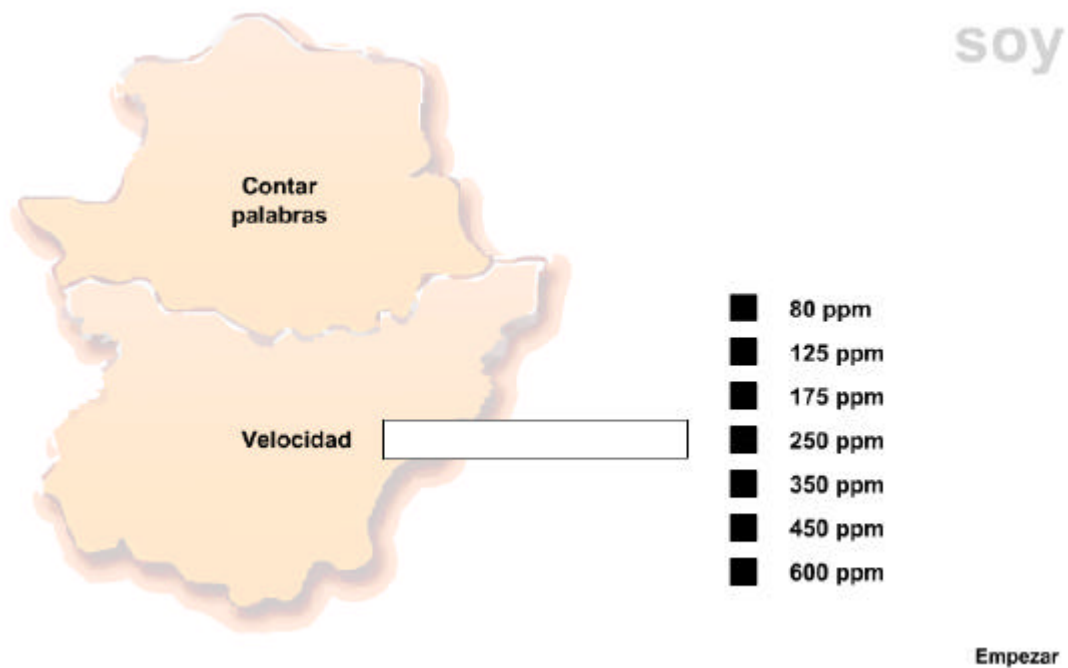 soy
Contar
palabras
80 ppm
125 ppm
175 ppm
Velocidad
250 ppm
350 ppm
450 ppm
600 ppm
Empezar